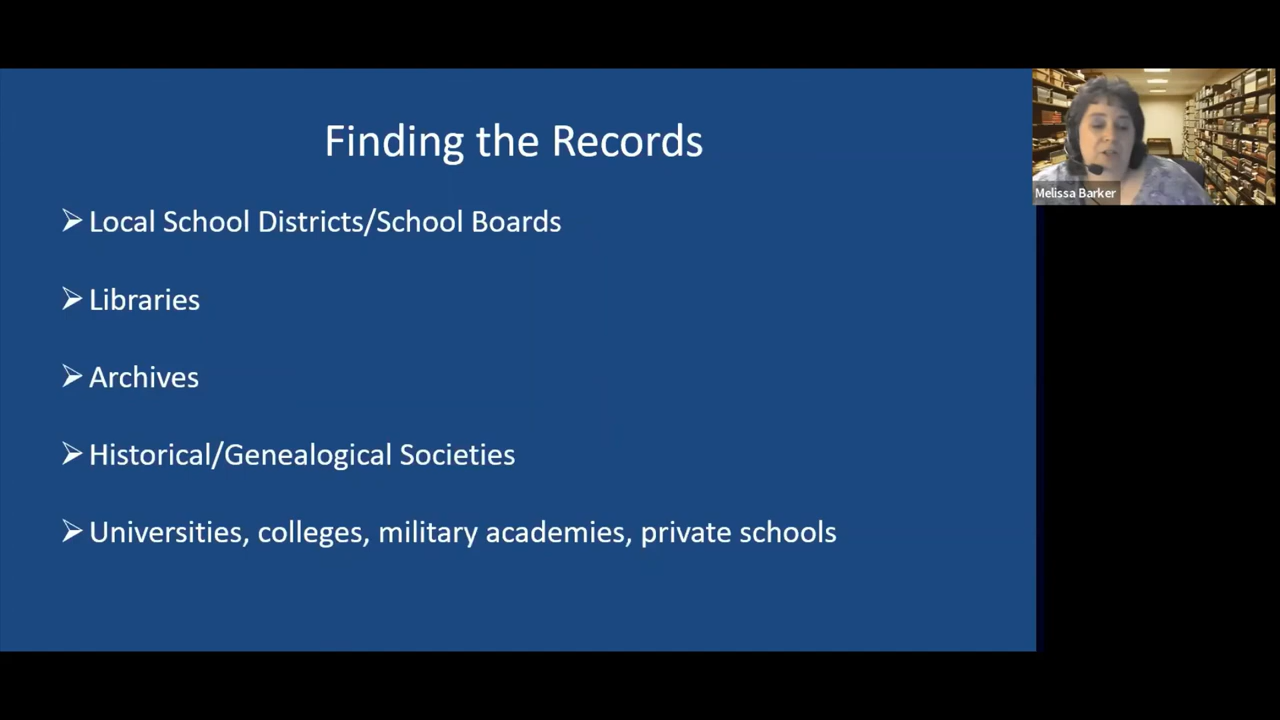 Finding the Records
Local School Districts/School Boards
Libraries
Archives
Historical/Genealogical Societies
Universities, colleges, military academies, private schools
Melissa Barker